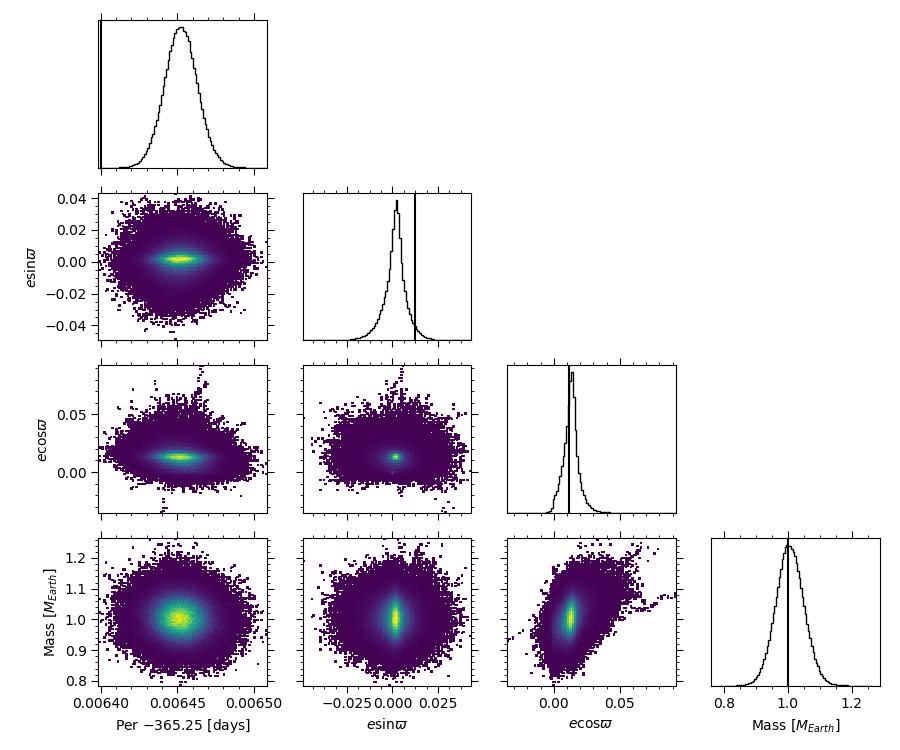 0.04
0.02
0.00
−0.02
−0.04
esinϖ
0.05
0.00
ecosϖ
1.2
1.1
1.0
0.9
0.8
Mass [M_Earth]
0.00640 0.00645 0.00650
Per −365.25 [days]
−0.025 0.000 0.025
esinϖ
0.00 0.05
ecosϖ
0.8 1.0 1.2
Mass [M_Earth]